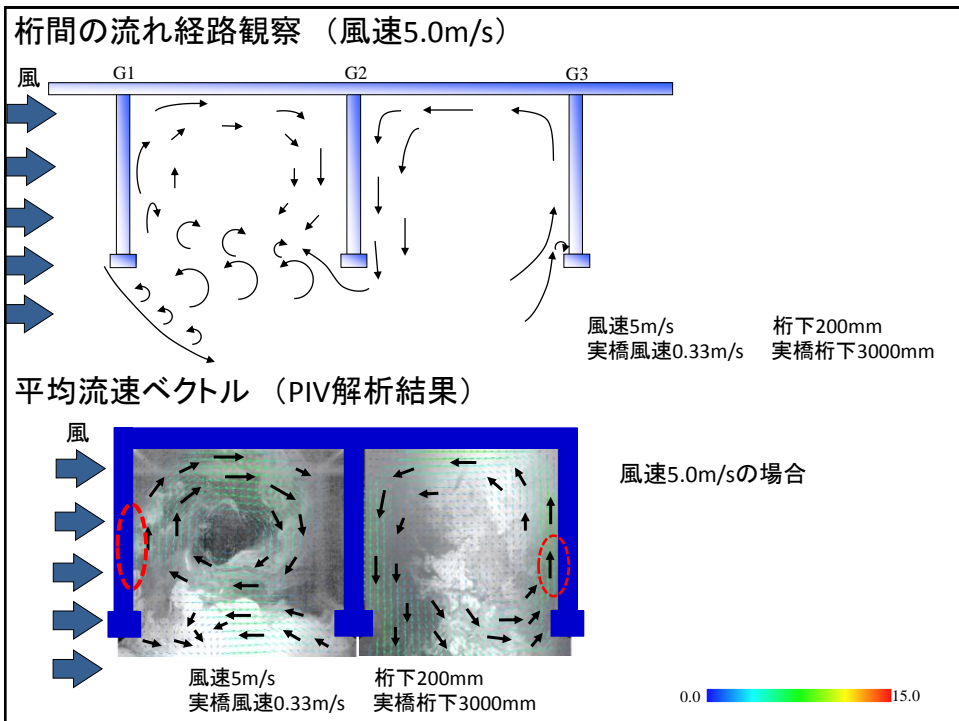 桁間の流れ経路観察 （風速5.0m/s）
風
G1
G2
G3
風速5m/s 桁下200mm
実橋風速0.33m/s 実橋桁下3000mm
平均流速ベクトル （PIV解析結果）
風
風速5.0m/sの場合
風速5m/s 桁下200mm
実橋風速0.33m/s 実橋桁下3000mm
0.0 15.0